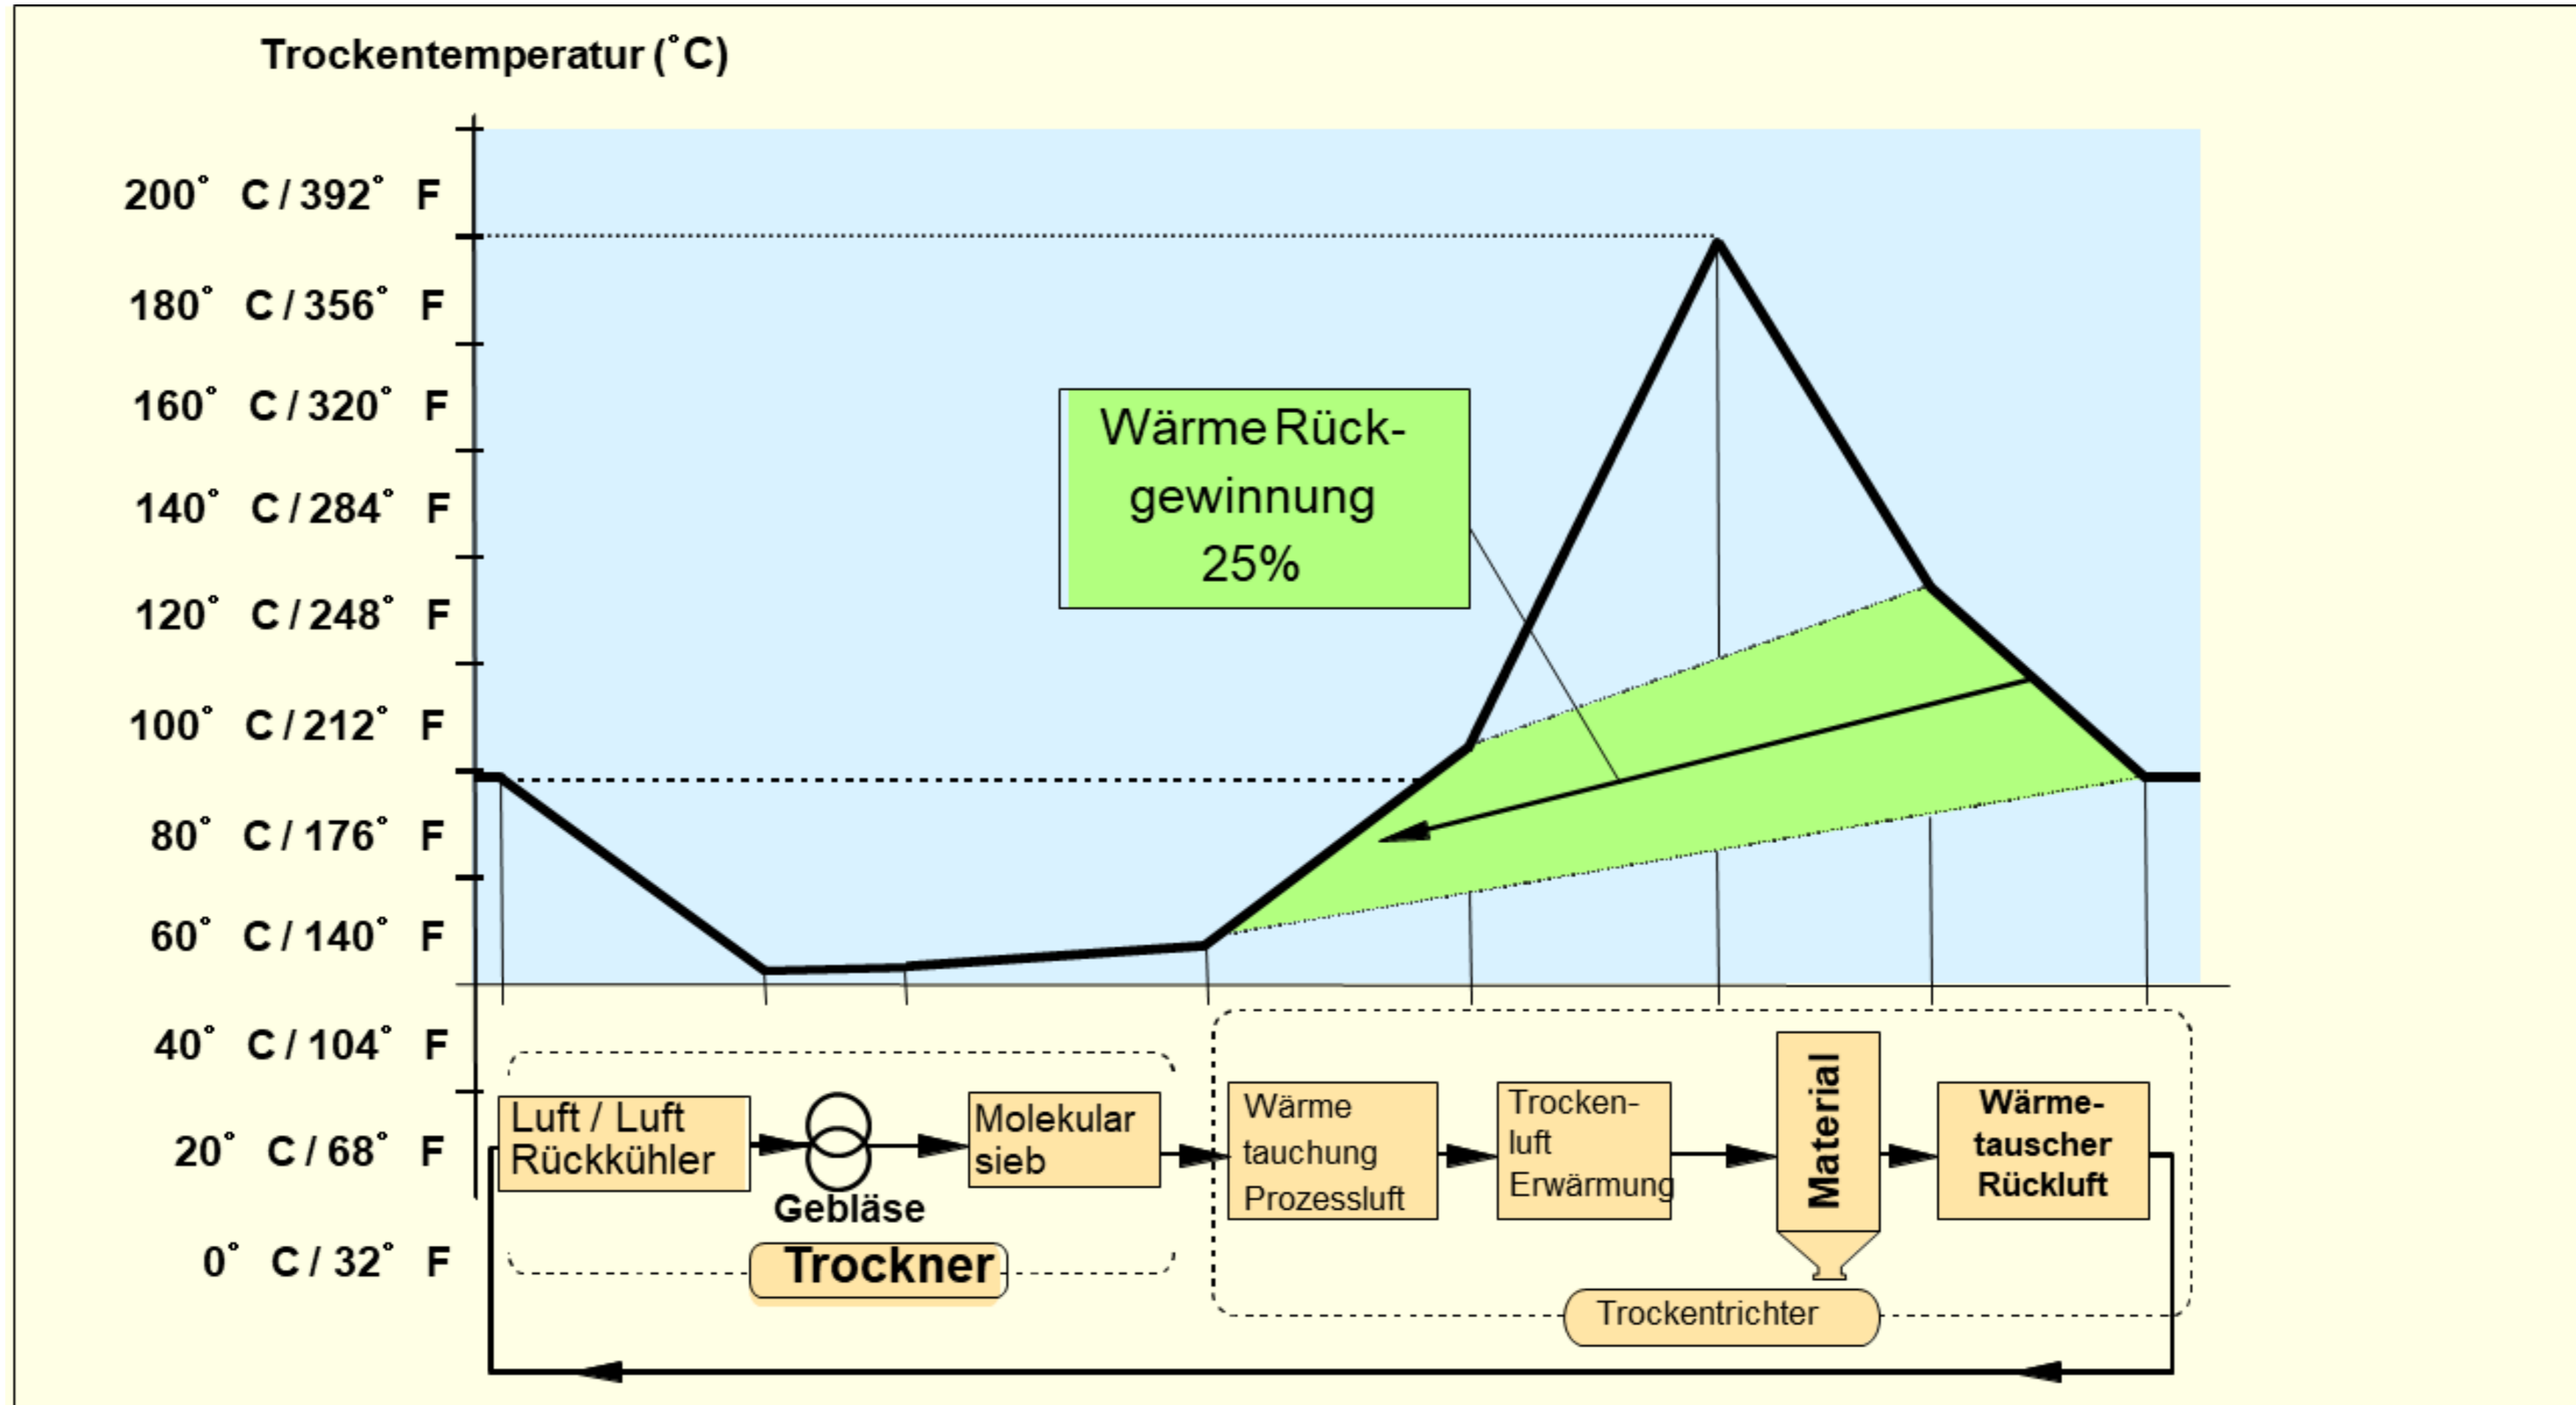 Trockentemperatur (°C)
200° C / 392° F
180° C / 356° F
160° C / 320° F
140° C / 284° F
120° C / 248° F
100° C / 212° F
80° C / 176° F
60° C / 140° F
40° C / 104° F
20° C / 68° F
0° C / 32° F
Wärme Rück-
gewinnung
25%
Luft / Luft
Rückkühler
Gebläse
Molekular
sieb
Trockner
Wärme
tauchung
Prozessluft
Trocken-
luft
Erwärmung
Material
Wärme-
tauscher
Rückluft
Trockentrichter